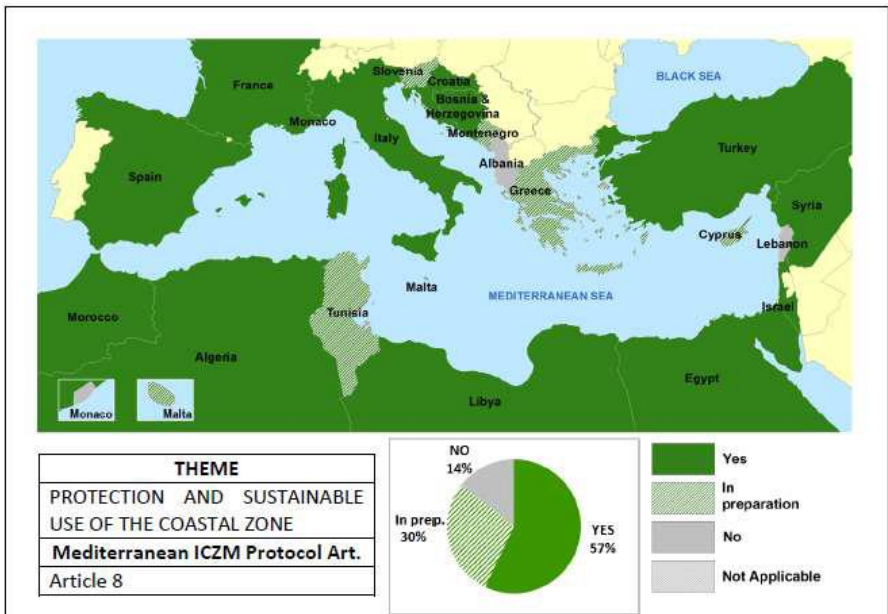 BLACK SEA
Slovenia
Croatia
France
Bosnia &
Herzegovina
Monaco
Italy
Montenegro
Turkey
Spain
Albania
Greece
Syria
Cyprus
Lebanon
Malta
MEDITERRANEAN SEA
Israel
Tunisia
Morocco
Algeria
Egypt
Libya
Monaco
Malta
THEME
PROTECTION AND SUSTAINABLE
USE OF THE COASTAL ZONE
Mediterranean ICZM Protocol Art.
Article 8
NO
14%
In prep.
30%
YES
57%
Yes
In
preparation
No
Not Applicable